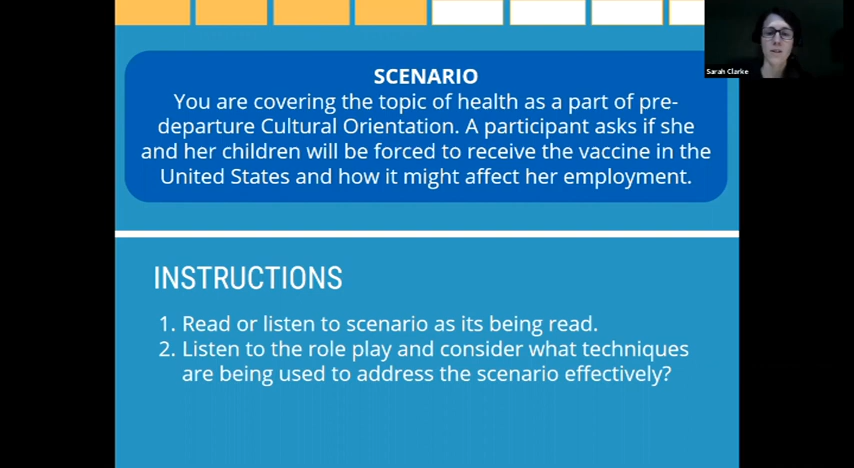 Sarah Clarke
SCENARIO
You are covering the topic of health as a part of pre-
departure Cultural Orientation. A participant asks if she
and her children will be forced to receive the vaccine in the
United States and how it might affect her employment.
INSTRUCTIONS
1. Read or listen to scenario as its being read.
2. Listen to the role play and consider what techniques
are being used to address the scenario effectively?